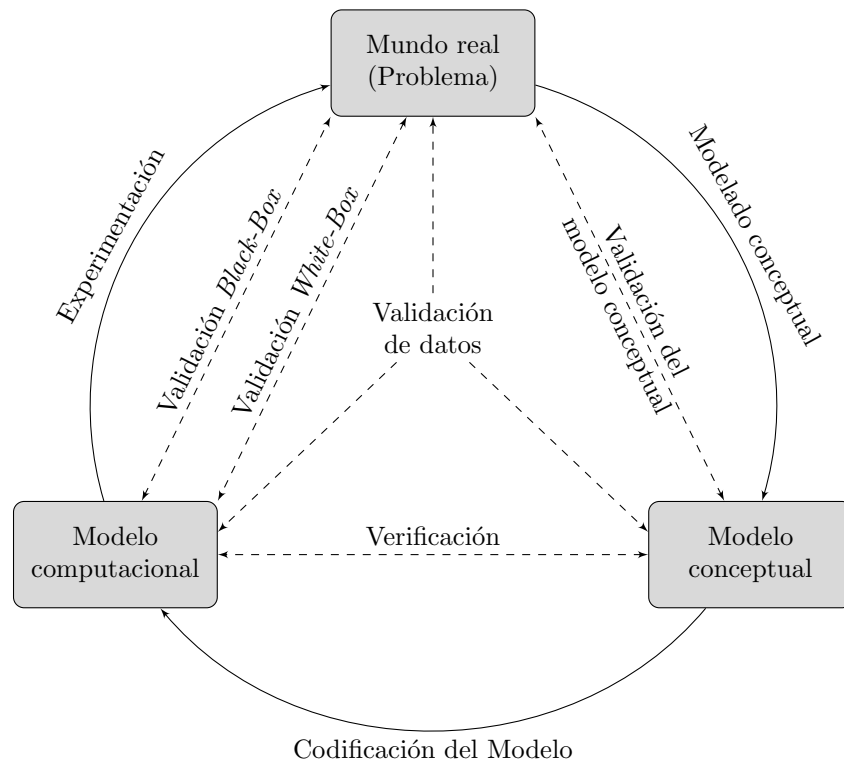 Mundo real
(Problema)
Experimentación
Validación Black-Box
Validación White-Box
Validación
de datos
Validación del
modelo conceptual
Modelado conceptual
Modelo
computacional
Verificación
Modelo
conceptual
Codificación del Modelo